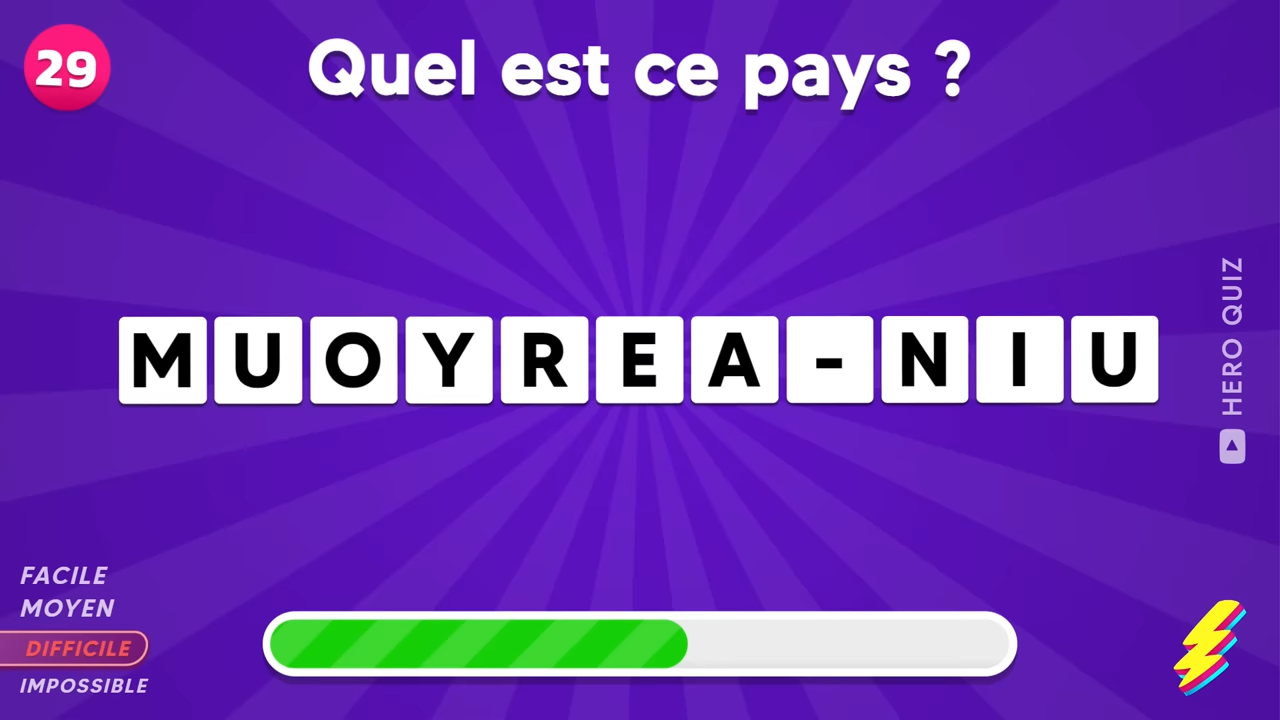 29
Quel est ce pays ?
MUOYREA-NIU
HERO QUIZ
FACILE
MOYEN
DIFFICILE
IMPOSSIBLE